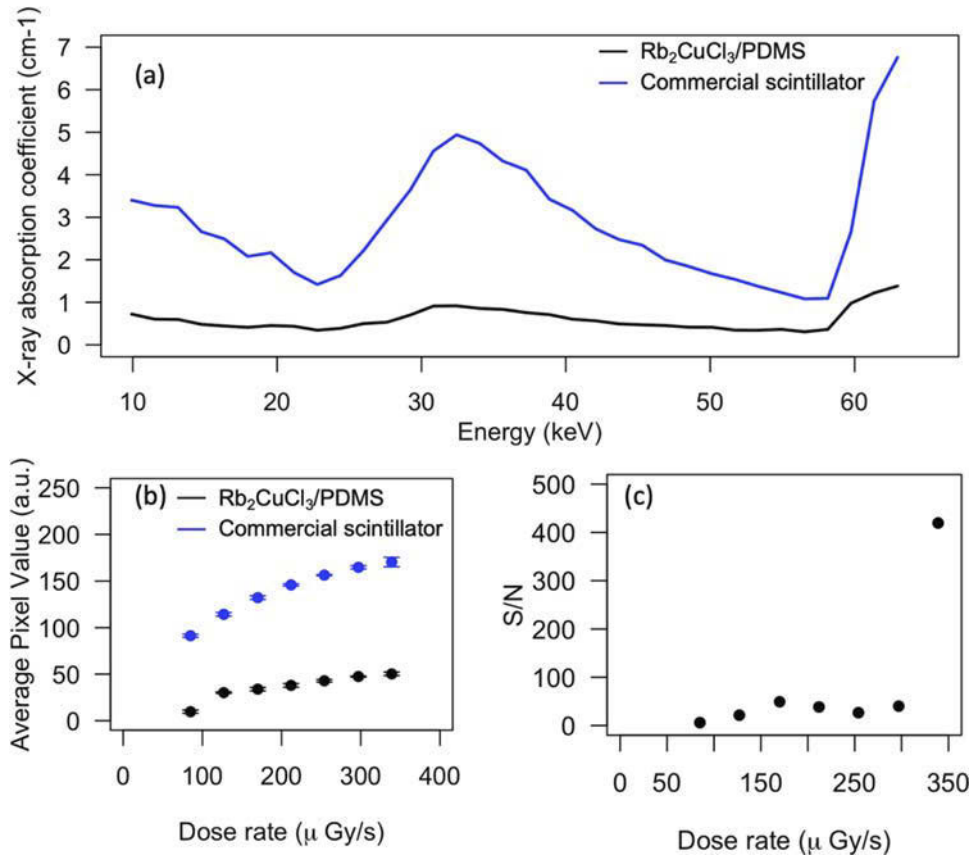 (a)
Rb₂CuCl₃/PDMS
Commercial scintillator
X-ray absorption coefficient (cm-1)
7
6
5
4
3
2
1
0
10 20 30 40 50 60
Energy (keV)
(b)
Rb₂CuCl₃/PDMS
Commercial scintillator
Average Pixel Value (a.u.)
250
200
150
100
50
0
0 100 200 300 400
Dose rate (μ Gy/s)
(c)
S/N
500
400
300
200
100
0
0 50 150 250 350
Dose rate (μ Gy/s)